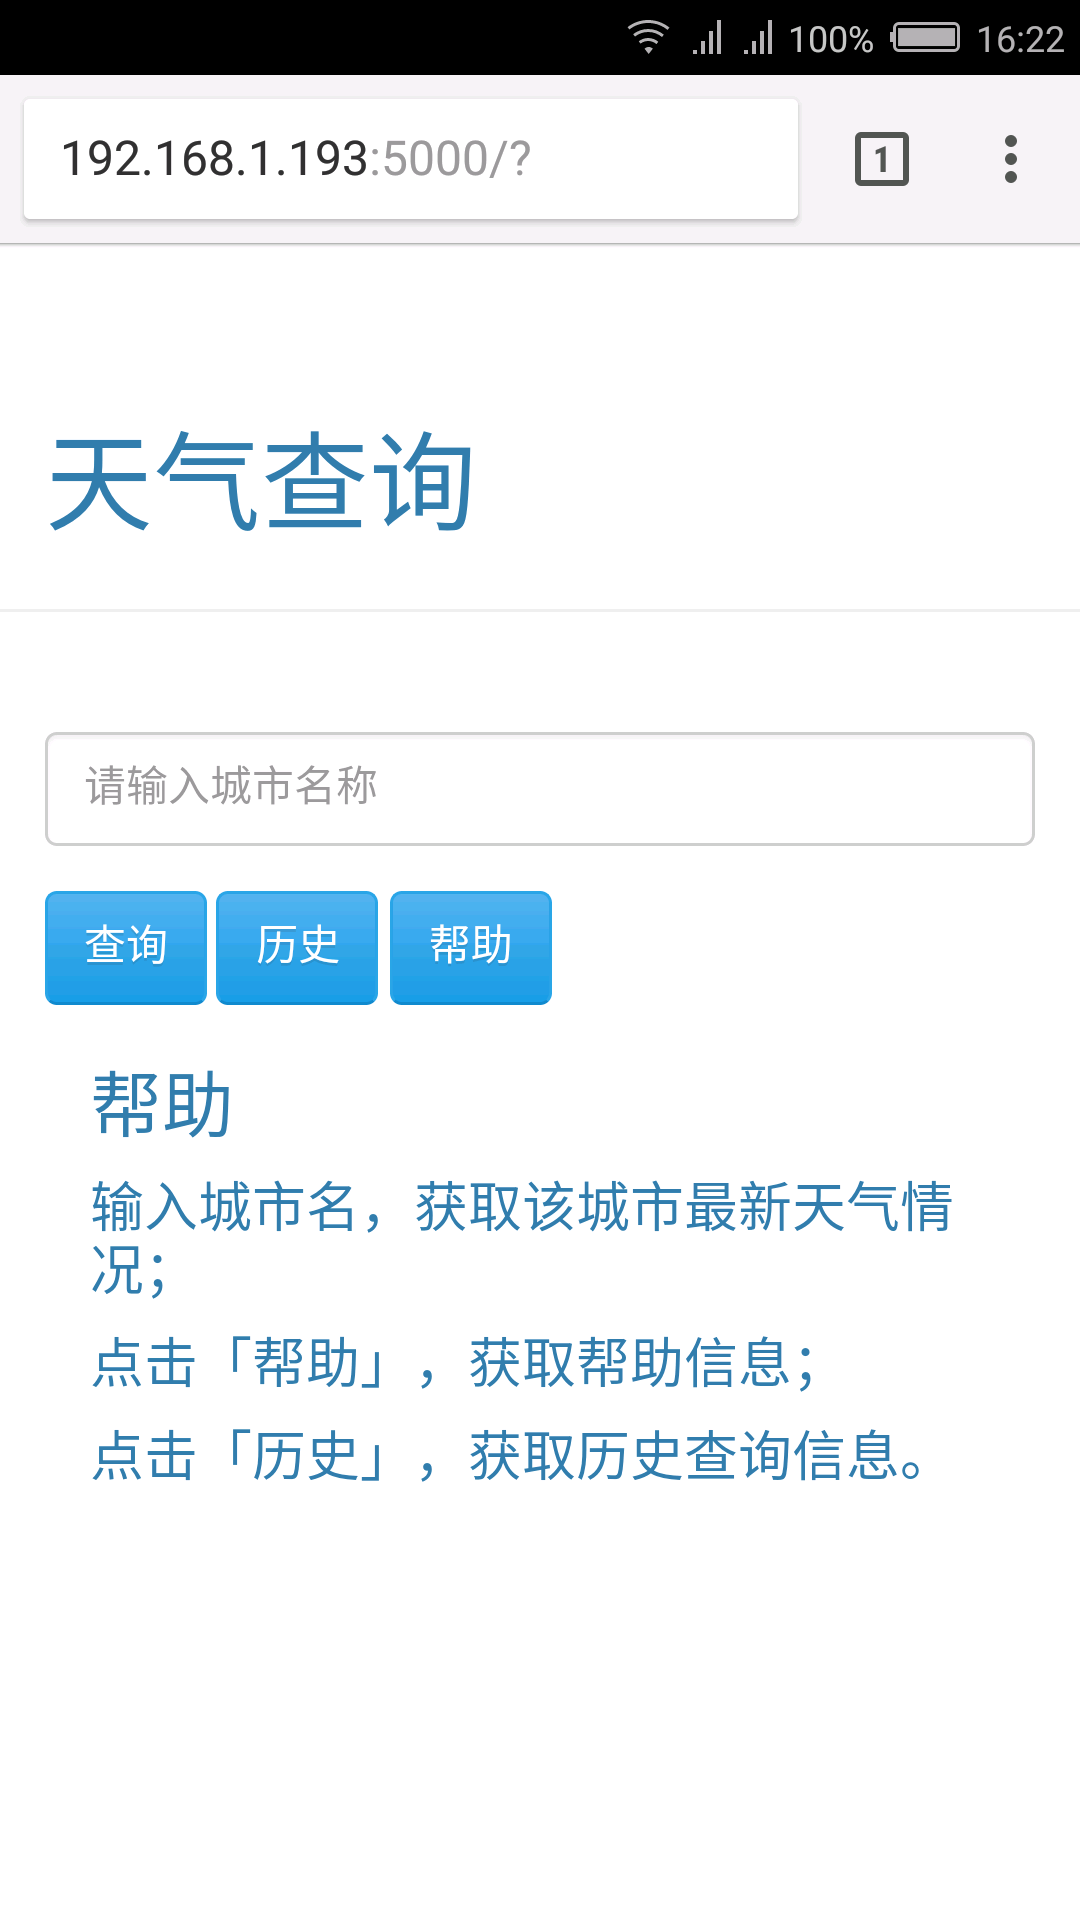 100% 16:22
192.168.1.193:5000/?
1
天气查询
请输入城市名称
查询 历史 帮助
帮助
输入城市名，获取该城市最新天气情
况；
点击「帮助」，获取帮助信息；
点击「历史」，获取历史查询信息。